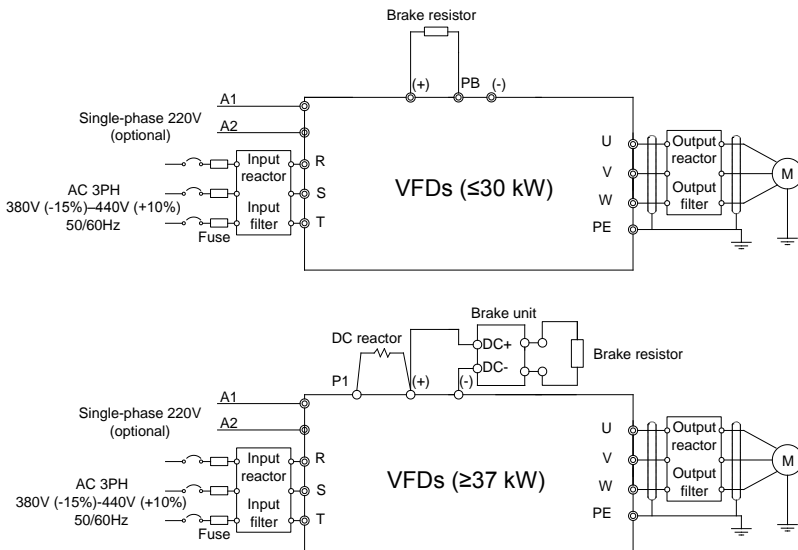 Brake resistor
(+)
PB
(-)
A1
Single-phase 220V
(optional)
A2
Input
reactor
Input
filter
R
S
T
AC 3PH
380V (-15%)–440V (+10%)
50/60Hz
Fuse
VFDs (≤30 kW)
U
V
W
PE
Output
reactor
Output
filter
M
Brake unit
DC reactor
DC+
DC-
Brake resistor
P1
(+)
(-)
A1
Single-phase 220V
(optional)
A2
Input
reactor
Input
filter
R
S
T
AC 3PH
380V (-15%)-440V (+10%)
50/60Hz
Fuse
VFDs (≥37 kW)
U
V
W
PE
Output
reactor
Output
filter
M